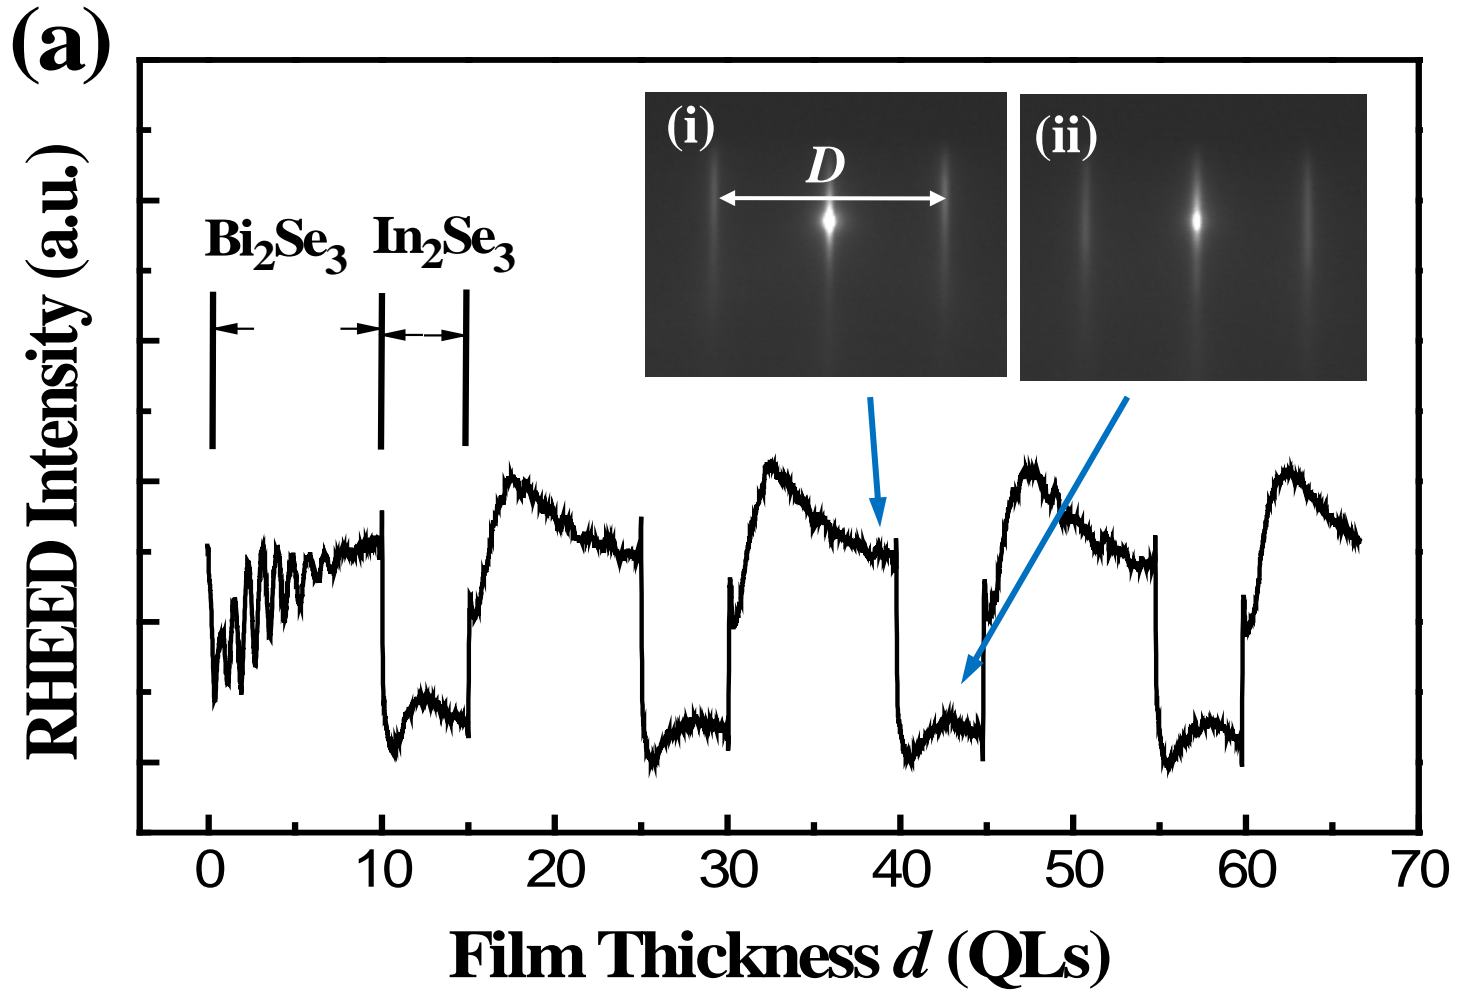 (a)
RHEED Intensity (a.u.)
Bi₂Se₃ In₂Se₃
(i) D (ii)
0 10 20 30 40 50 60 70
Film Thickness d (QLs)